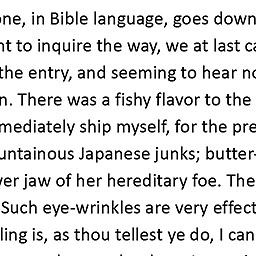 one, in Bible language, goes down
nt to inquire the way, we at last ca
the entry, and seeming to hear no
n. There was a fishy flavor to the
mediately ship myself, for the pre
untainous Japanese junks; butter-
ver jaw of her hereditary foe. The
Such eye-wrinkles are very effect
ling is, as thou tellest ye do, I can